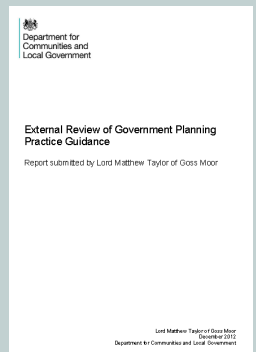 Department for
Communities and
Local Government
External Review of Government Planning
Practice Guidance
Report submitted by Lord Matthew Taylor of Goss Moor
Lord Matthew Taylor of Goss Moor
December 2012
Department for Communities and Local Government